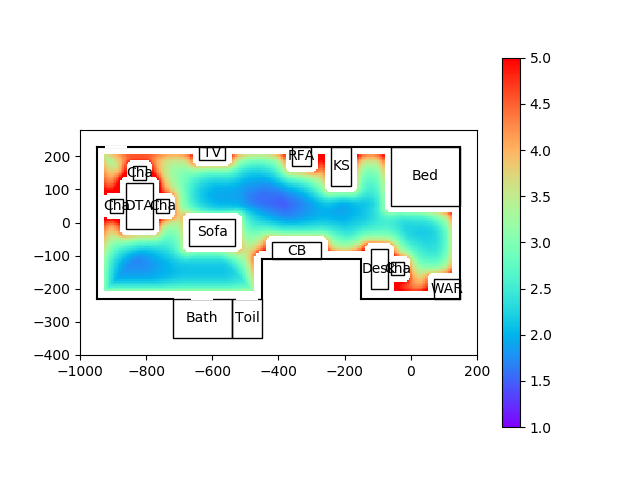 5.0
4.5
4.0
3.5
3.0
2.5
2.0
1.5
1.0
200
100
0
−100
−200
−300
−400
−1000
−800
−600
−400
−200
0
200
TV
RFA
KS
Bed
Cha
Cha
DTA
Cha
Sofa
CB
Desk
Cha
WAR
Bath
Toil